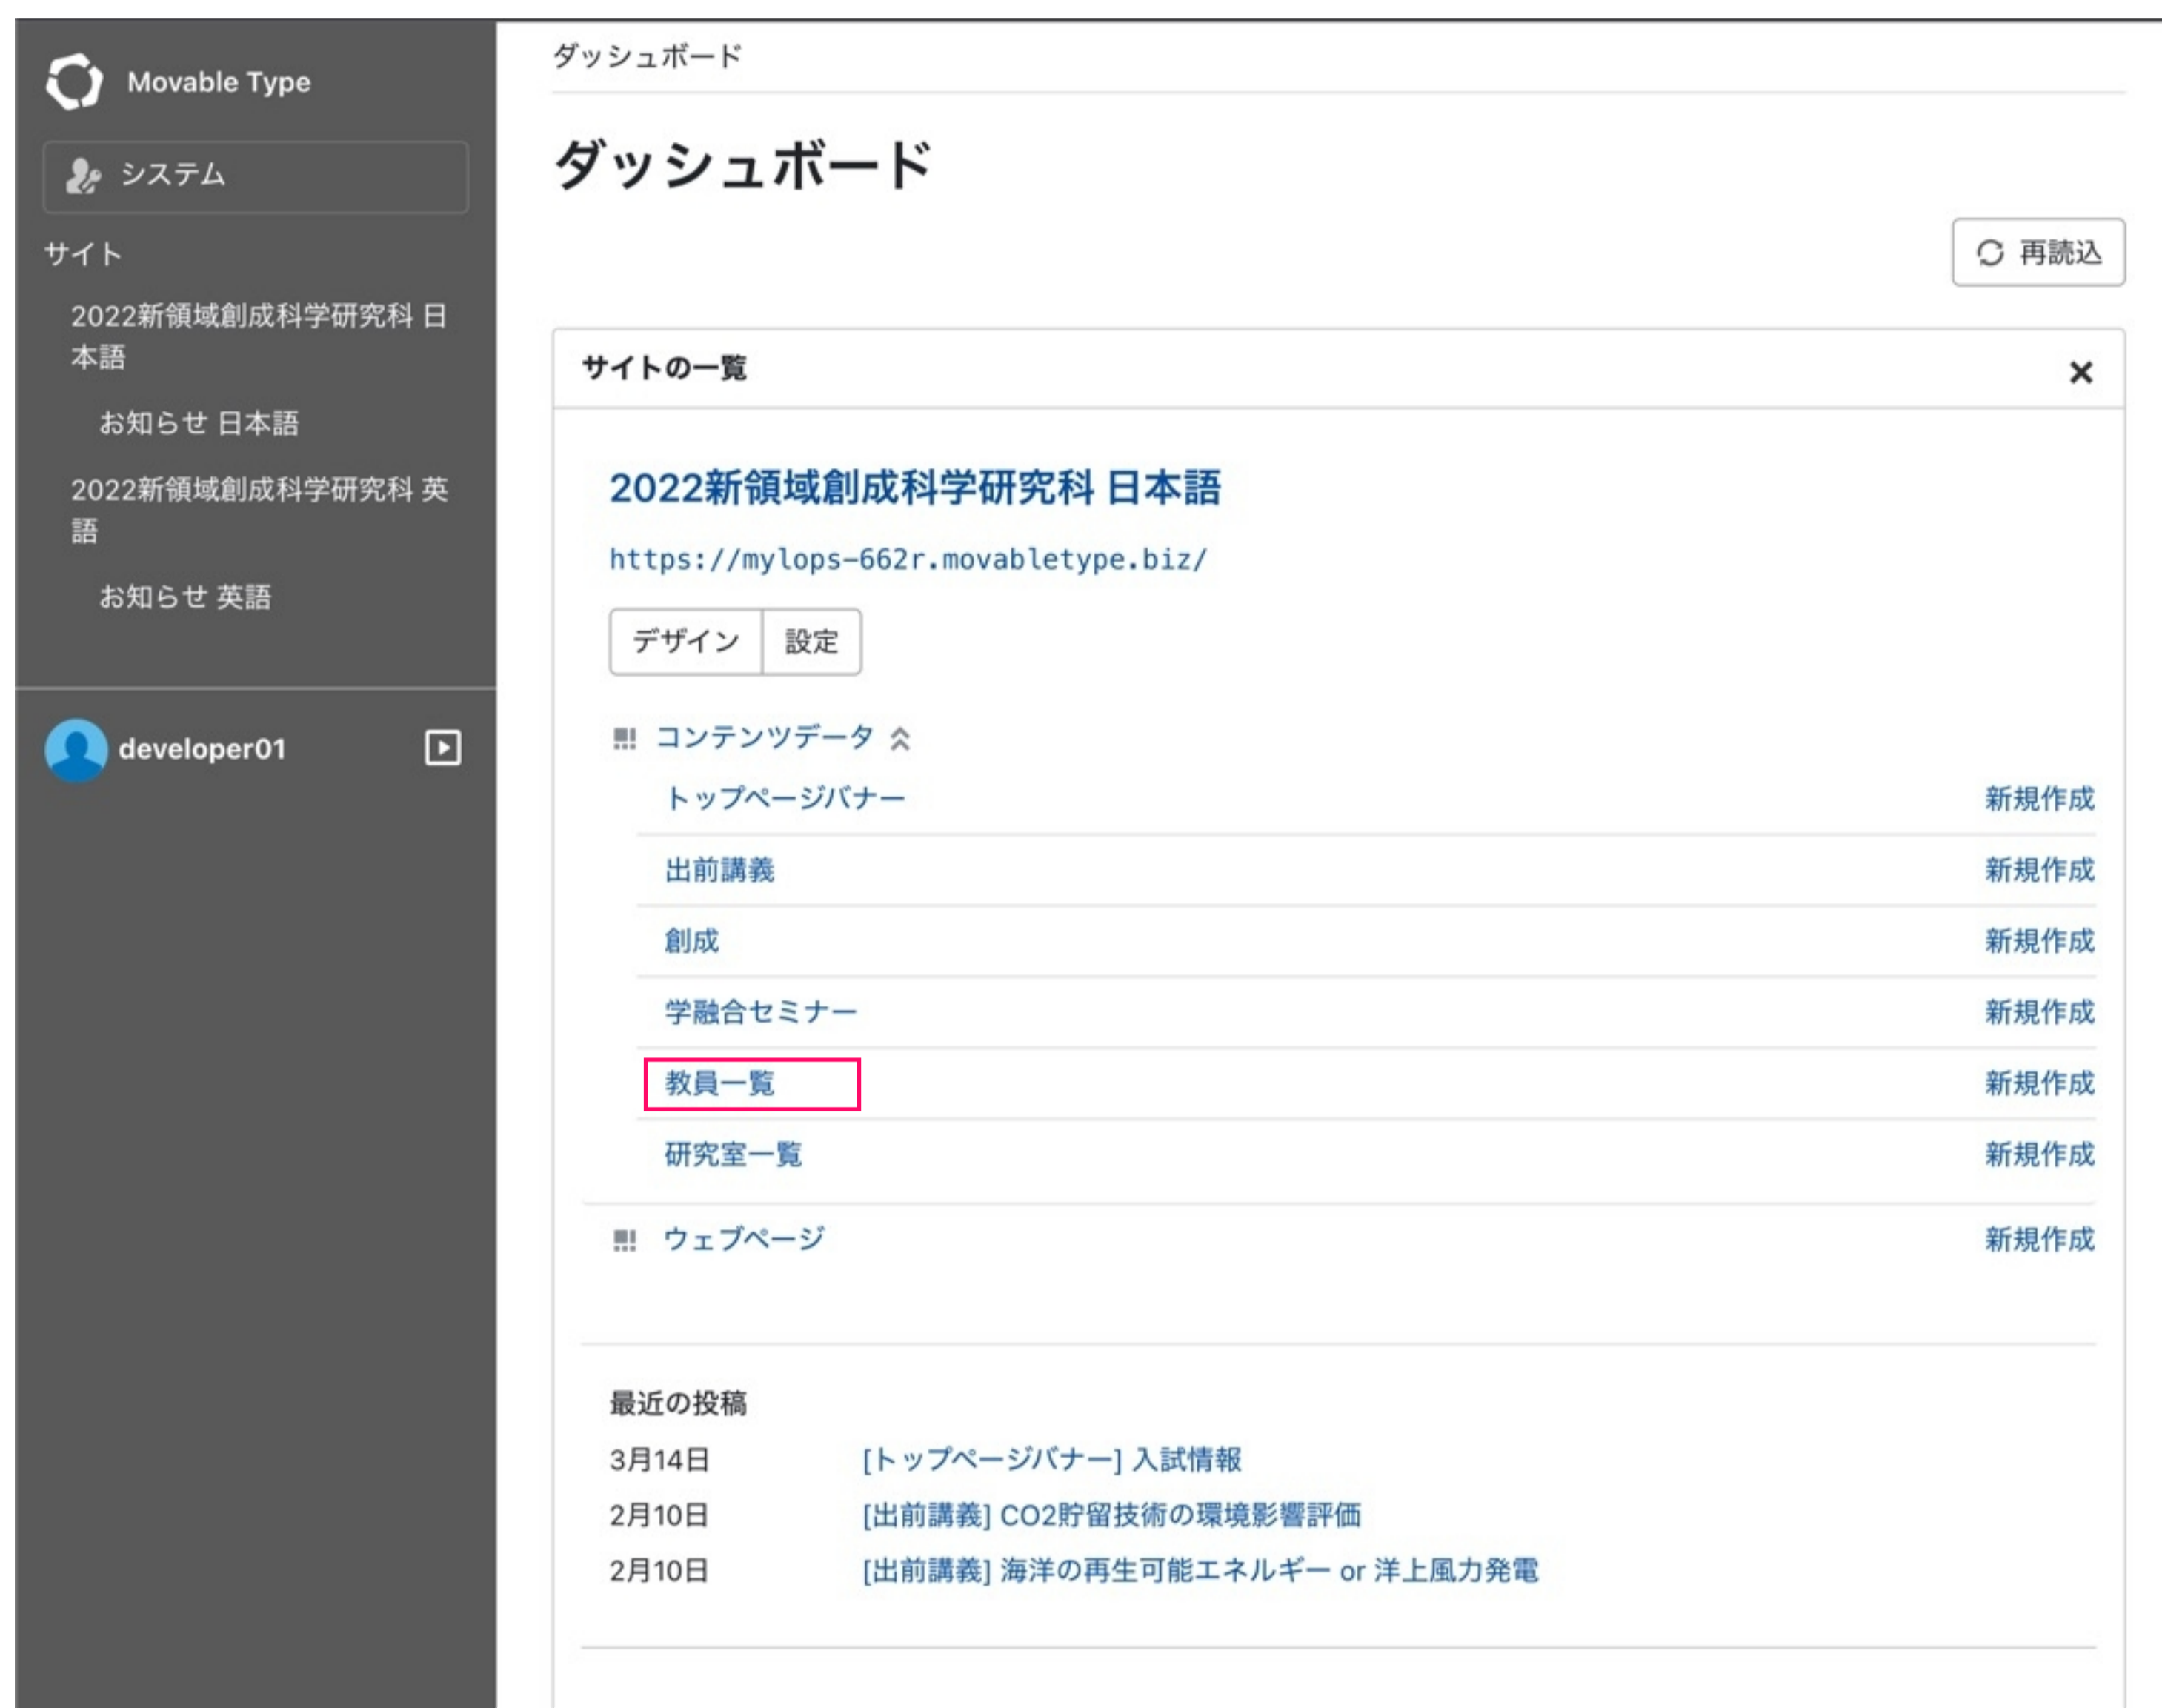 Movable Type
システム
サイト
2022新領域創成科学研究科 日
本語
お知らせ 日本語
2022新領域創成科学研究科 英
語
お知らせ 英語
developer01
ダッシュボード
ダッシュボード
再読込
サイトの一覧
2022新領域創成科学研究科 日本語
https://mylops-662r.movabletype.biz/
デザイン 設定
コンテンツデータ
トップページバナー 新規作成
出前講義 新規作成
創成 新規作成
学融合セミナー 新規作成
教員一覧 新規作成
研究室一覧 新規作成
ウェブページ 新規作成
最近の投稿
3月14日 [トップページバナー] 入試情報
2月10日 [出前講義] CO2貯留技術の環境影響評価
2月10日 [出前講義] 海洋の再生可能エネルギー or 洋上風力発電